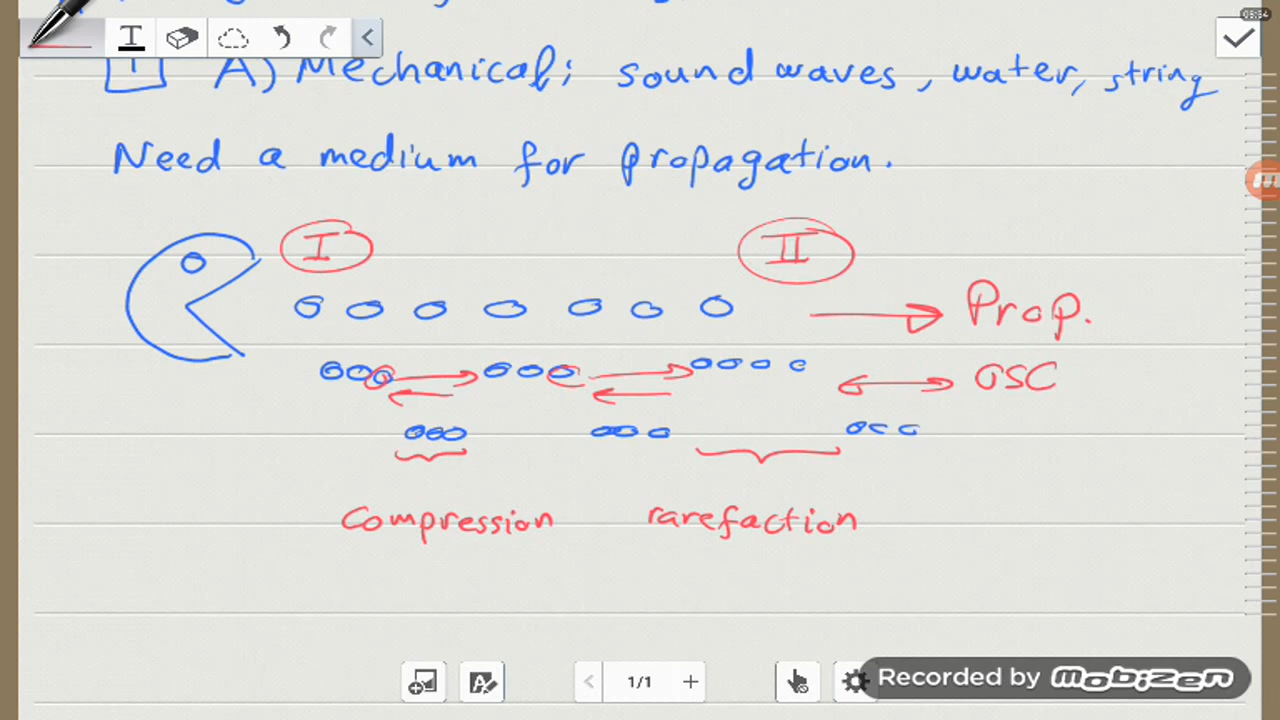 1 A) Mechanical: sound waves, water, string
Need a medium for propagation.
I II
Prop.
OSC
Compression rarefaction
1/1
Recorded by mobizen